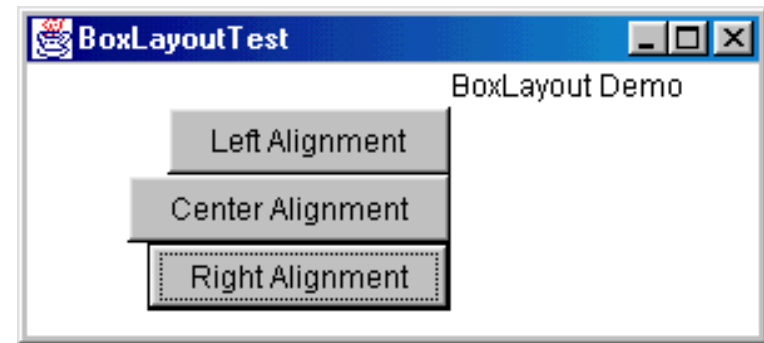 BoxLayoutTest
BoxLayout Demo
Left Alignment
Center Alignment
Right Alignment